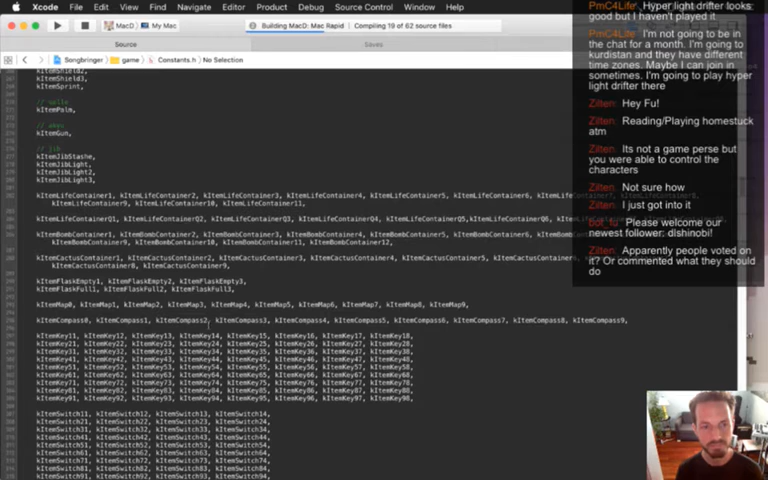 Xcode File Edit View Find Navigate Editor Product Debug Source Control Window Help
MacD My Mac
Building MacD: Mac Rapid Compiling 19 of 62 source files
Source
Saves
Songbringer game Constants.h No Selection
kItemShield2,
kItemShield3,
kItemSprint,
kItemPalm,
kItemGun,
// jib
kItemJibStashe,
kItemJibLight,
kItemJibLight2,
kItemJibLight3,
kItemLifeContainer1, kItemLifeContainer2, kItemLifeContainer3, kItemLifeContainer4, kItemLifeContainer5, kItemLifeContainer6,
kItemLifeContainer9, kItemLifeContainer10, kItemLifeContainer11,
kItemLifeContainerQ1, kItemLifeContainerQ2, kItemLifeContainerQ3, kItemLifeContainerQ4, kItemLifeContainerQ5,kItemLifeContainerQ6,
kItemBombContainer1, kItemBombContainer2, kItemBombContainer3, kItemBombContainer4, kItemBombContainer5, kItemBombContainer6,
kItemBombContainer9, kItemBombContainer10, kItemBombContainer11, kItemBombContainer12,
kItemCactusContainer1, kItemCactusContainer2, kItemCactusContainer3, kItemCactusContainer4, kItemCactusContainer5,
kItemCactusContainer8, kItemCactusContainer9,
kItemFlaskEmpty1, kItemFlaskEmpty2, kItemFlaskEmpty3,
kItemFlaskFull1, kItemFlaskFull2, kItemFlaskFull3,
kItemMap0, kItemMap1, kItemMap2, kItemMap3, kItemMap4, kItemMap5, kItemMap6, kItemMap7, kItemMap8, kItemMap9,
kItemCompass0, kItemCompass1, kItemCompass2, kItemCompass3, kItemCompass4, kItemCompass5, kItemCompass6, kItemCompass7, kItemCompass8, kItemCompass9,
kItemKey11, kItemKey12, kItemKey13, kItemKey14, kItemKey15, kItemKey16, kItemKey17, kItemKey18,
kItemKey21, kItemKey22, kItemKey23, kItemKey24, kItemKey25, kItemKey26, kItemKey27, kItemKey28,
kItemKey31, kItemKey32, kItemKey33, kItemKey34, kItemKey35, kItemKey36, kItemKey37, kItemKey38,
kItemKey41, kItemKey42, kItemKey43, kItemKey44, kItemKey45, kItemKey46, kItemKey47, kItemKey48,
kItemKey51, kItemKey52, kItemKey53, kItemKey54, kItemKey55, kItemKey56, kItemKey57, kItemKey58,
kItemKey61, kItemKey62, kItemKey63, kItemKey64, kItemKey65, kItemKey66, kItemKey67, kItemKey68,
kItemKey71, kItemKey72, kItemKey73, kItemKey74, kItemKey75, kItemKey76, kItemKey77, kItemKey78,
kItemKey81, kItemKey82, kItemKey83, kItemKey84, kItemKey85, kItemKey86, kItemKey87, kItemKey88,
kItemKey91, kItemKey92, kItemKey93, kItemKey94, kItemKey95, kItemKey96, kItemKey97, kItemKey98,
kItemSwitch11, kItemSwitch12, kItemSwitch13, kItemSwitch14,
kItemSwitch21, kItemSwitch22, kItemSwitch23, kItemSwitch24,
kItemSwitch31, kItemSwitch32, kItemSwitch33, kItemSwitch34,
kItemSwitch41, kItemSwitch42, kItemSwitch43, kItemSwitch44,
kItemSwitch51, kItemSwitch52, kItemSwitch53, kItemSwitch54,
kItemSwitch61, kItemSwitch62, kItemSwitch63, kItemSwitch64,
kItemSwitch71, kItemSwitch72, kItemSwitch73, kItemSwitch74,
kItemSwitch81, kItemSwitch82, kItemSwitch83, kItemSwitch84,
kItemSwitch91, kItemSwitch92, kItemSwitch93, kItemSwitch94,
PmC4Life: Hyper light drifter looks
good but I haven't played it
PmC4Life: I'm not going to be in
the chat for a month. I'm going to
kurdistan and they have different
time zones. Maybe I can join in
sometimes. I'm going to play hyper
light drifter there
Zilten: Hey Fu!
Zilten: Reading/Playing homestuck
atm
Zilten: Its not a game perse but
you were able to control the
characters
Zilten: Not sure how
Zilten: I just got into it
bot_fu: Please welcome our
newest follower: dishinobi!
Zilten: Apparently people voted on
it? Or commented what they should
do